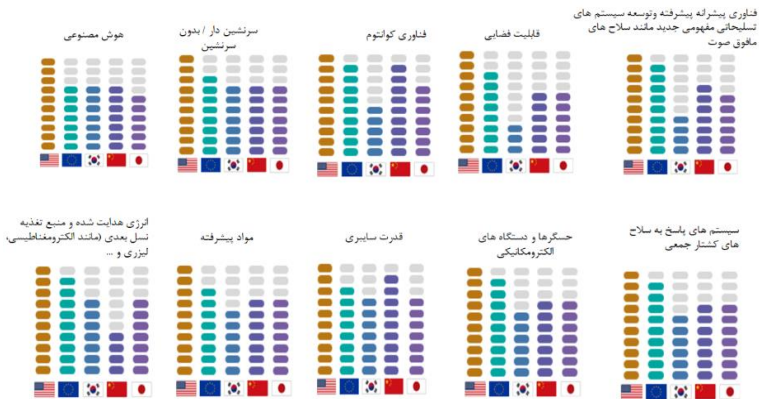 هوش مصنوعی
سرنشین دار / بدون
سرنشین
فناوری کوانتوم
قابلیت فضایی
فناوری پیشرانه پیشرفته وتوسعه سیستم های
تسلیحاتی مفهومی جدید مانند سلاح های
مافوق صوت
انرژی هدایت شده و منبع تغذیه
نسل بعدی (مانند الکترومغناطیسی،
لیزری و ...
مواد پیشرفته
قدرت سایبری
حسگرها و دستگاه های
الکترومکانیکی
سیستم های پاسخ به سلاح
های کشتار جمعی